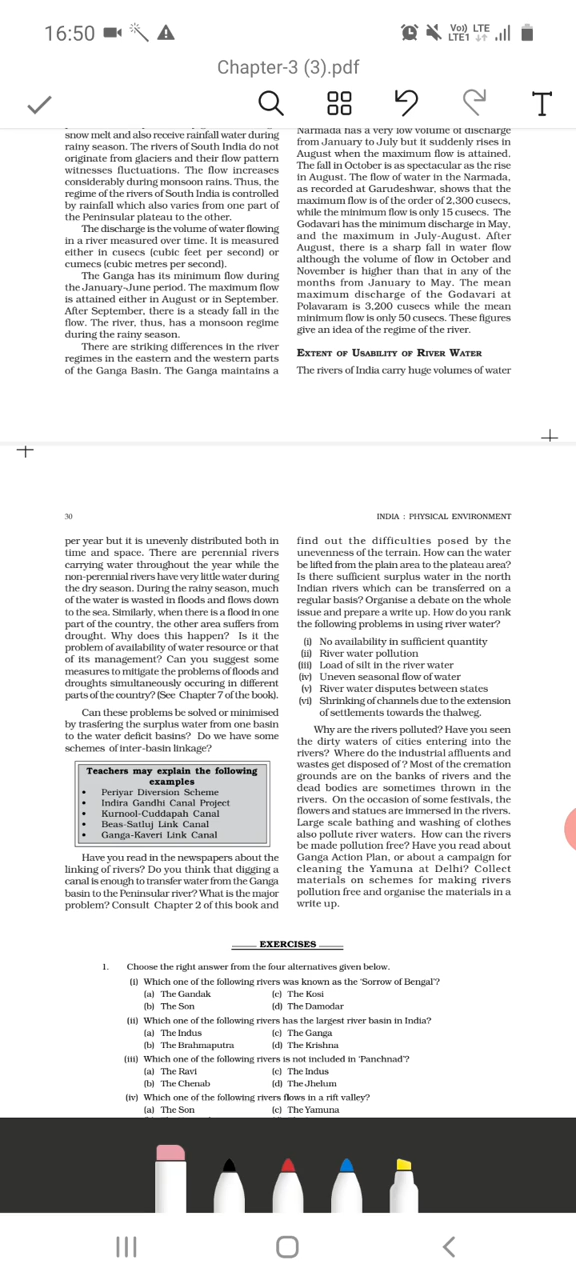 16:50
Vo)) LTE
LTE1
Chapter-3 (3).pdf
T
snow melt and also receive rainfall water during
rainy season. The rivers of South India do not
originate from glaciers and their flow pattern
witnesses fluctuations. The flow increases
considerably during monsoon rains. Thus, the
regime of the rivers of South India is controlled
by rainfall which also varies from one part of
the Peninsular plateau to the other.
The discharge is the volume of water flowing
in a river measured over time. It is measured
either in cusecs (cubic feet per second) or
cumecs (cubic metres per second).
The Ganga has its minimum flow during
the January-June period. The maximum flow
is attained either in August or in September.
After September, there is a steady fall in the
flow. The river, thus, has a monsoon regime
during the rainy season.
There are striking differences in the river
regimes in the eastern and the western parts
of the Ganga Basin. The Ganga maintains a
Narmada has a very low volume of discharge
from January to July but it suddenly rises in
August when the maximum flow is attained.
The fall in October is as spectacular as the rise
in August. The flow of water in the Narmada,
as recorded at Garudeshwar, shows that the
maximum flow is of the order of 2,300 cusecs,
while the minimum flow is only 15 cusecs. The
Godavari has the minimum discharge in May,
and the maximum in July-August. After
August, there is a sharp fall in water flow
although the volume of flow in October and
November is higher than that in any of the
months from January to May. The mean
maximum discharge of the Godavari at
Polavaram is 3,200 cusecs while the mean
minimum flow is only 50 cusecs. These figures
give an idea of the regime of the river.
EXTENT OF USABILITY OF RIVER WATER
The rivers of India carry huge volumes of water
30
INDIA : PHYSICAL ENVIRONMENT
per year but it is unevenly distributed both in
time and space. There are perennial rivers
carrying water throughout the year while the
non-perennial rivers have very little water during
the dry season. During the rainy season, much
of the water is wasted in floods and flows down
to the sea. Similarly, when there is a flood in one
part of the country, the other area suffers from
drought. Why does this happen? Is it the
problem of availability of water resource or that
of its management? Can you suggest some
measures to mitigate the problems of floods and
droughts simultaneously occuring in different
parts of the country? (See Chapter 7 of the book).
Can these problems be solved or minimised
by trasfering the surplus water from one basin
to the water deficit basins? Do we have some
schemes of inter-basin linkage?
Teachers may explain the following
examples
• Periyar Diversion Scheme
• Indira Gandhi Canal Project
• Kurnool-Cuddapah Canal
• Beas-Satluj Link Canal
• Ganga-Kaveri Link Canal
Have you read in the newspapers about the
linking of rivers? Do you think that digging a
canal is enough to transfer water from the Ganga
basin to the Peninsular river? What is the major
problem? Consult Chapter 2 of this book and
find out the difficulties posed by the
unevenness of the terrain. How can the water
be lifted from the plain area to the plateau area?
Is there sufficient surplus water in the north
Indian rivers which can be transferred on a
regular basis? Organise a debate on the whole
issue and prepare a write up. How do you rank
the following problems in using river water?
(i) No availability in sufficient quantity
(ii) River water pollution
(iii) Load of silt in the river water
(iv) Uneven seasonal flow of water
(v) River water disputes between states
(vi) Shrinking of channels due to the extension
of settlements towards the thalweg.
Why are the rivers polluted? Have you seen
the dirty waters of cities entering into the
rivers? Where do the industrial affluents and
wastes get disposed of ? Most of the cremation
grounds are on the banks of rivers and the
dead bodies are sometimes thrown in the
rivers. On the occasion of some festivals, the
flowers and statues are immersed in the rivers.
Large scale bathing and washing of clothes
also pollute river waters. How can the rivers
be made pollution free? Have you read about
Ganga Action Plan, or about a campaign for
cleaning the Yamuna at Delhi? Collect
materials on schemes for making rivers
pollution free and organise the materials in a
write up.
EXERCISES
1. Choose the right answer from the four alternatives given below.
(i) Which one of the following rivers was known as the 'Sorrow of Bengal'?
(a) The Gandak (c) The Kosi
(b) The Son (d) The Damodar
(ii) Which one of the following rivers has the largest river basin in India?
(a) The Indus (c) The Ganga
(b) The Brahmaputra (d) The Krishna
(iii) Which one of the following rivers is not included in 'Panchnad'?
(a) The Ravi (c) The Indus
(b) The Chenab (d) The Jhelum
(iv) Which one of the following rivers flows in a rift valley?
(a) The Son (c) The Yamuna